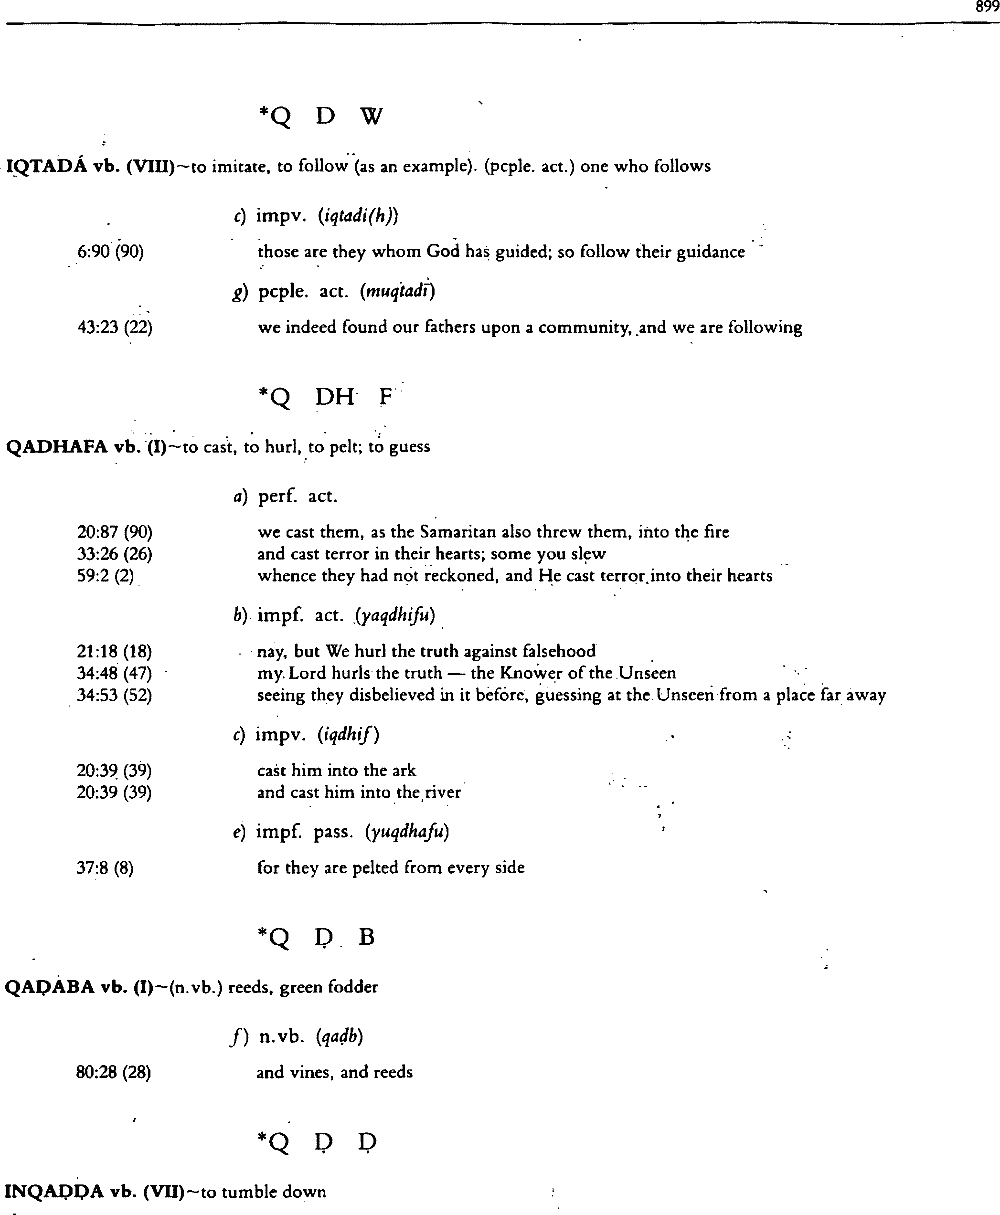 899
*Q D W
IQTADÁ vb. (VIII)~to imitate, to follow (as an example). (pcple. act.) one who follows
c) impv. (iqtadi(h))
6:90 (90) those are they whom God has guided; so follow their guidance
g) pcple. act. (muqtadī)
43:23 (22) we indeed found our fathers upon a community, and we are following
*Q DH F
QADHAFA vb. (I)~to cast, to hurl, to pelt; to guess
a) perf. act.
20:87 (90) we cast them, as the Samaritan also threw them, into the fire
33:26 (26) and cast terror in their hearts; some you slew
59:2 (2) whence they had not reckoned, and He cast terror into their hearts
b) impf. act. (yaqdhifu)
21:18 (18) nay, but We hurl the truth against falsehood
34:48 (47) my Lord hurls the truth — the Knower of the Unseen
34:53 (52) seeing they disbelieved in it before, guessing at the Unseen from a place far away
c) impv. (iqdhif)
20:39 (39) cast him into the ark
20:39 (39) and cast him into the river
e) impf. pass. (yuqdhafu)
37:8 (8) for they are pelted from every side
*Q Ḍ B
QAḌABA vb. (I)~(n.vb.) reeds, green fodder
f) n.vb. (qaḍb)
80:28 (28) and vines, and reeds
*Q Ḍ Ḍ
INQAḌḌA vb. (VII)~to tumble down